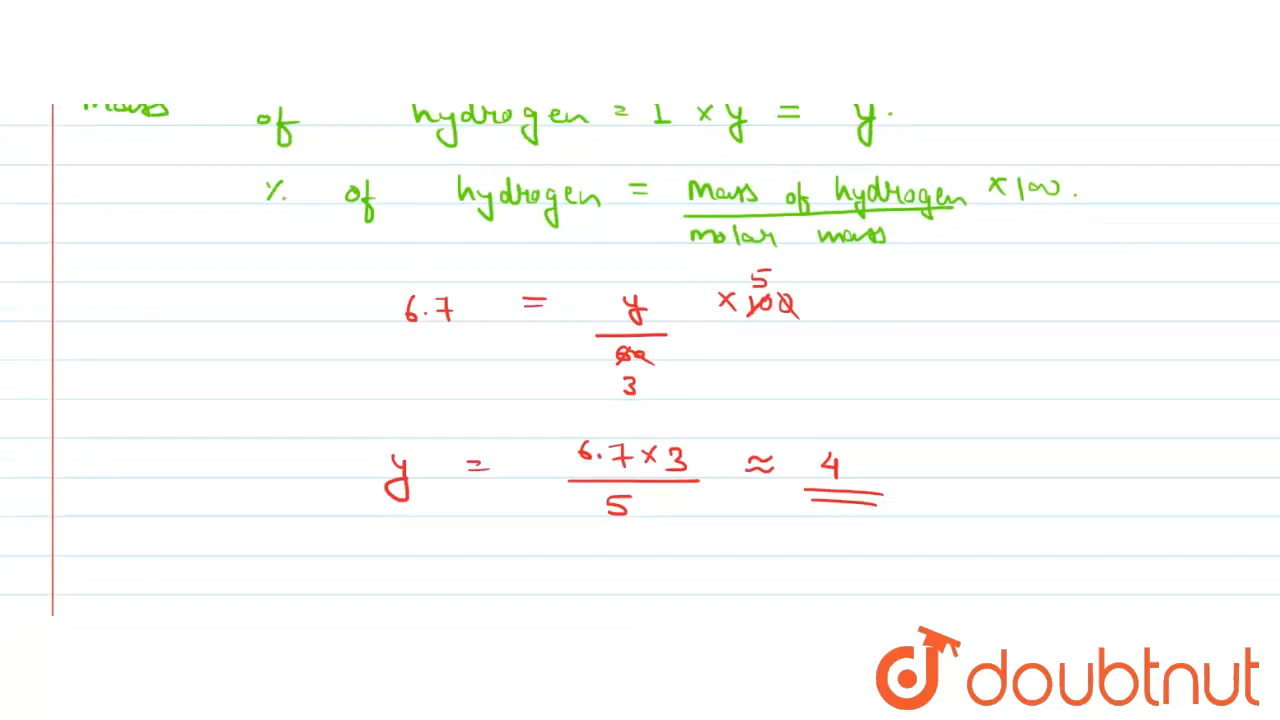 mass of hydrogen = 1 × y = y.
% of hydrogen = mass of hydrogen × 100.
molar mass
5
6.7 = y × 100
60
3
y = 6.7 × 3 ≈ 4
5
doubtnut